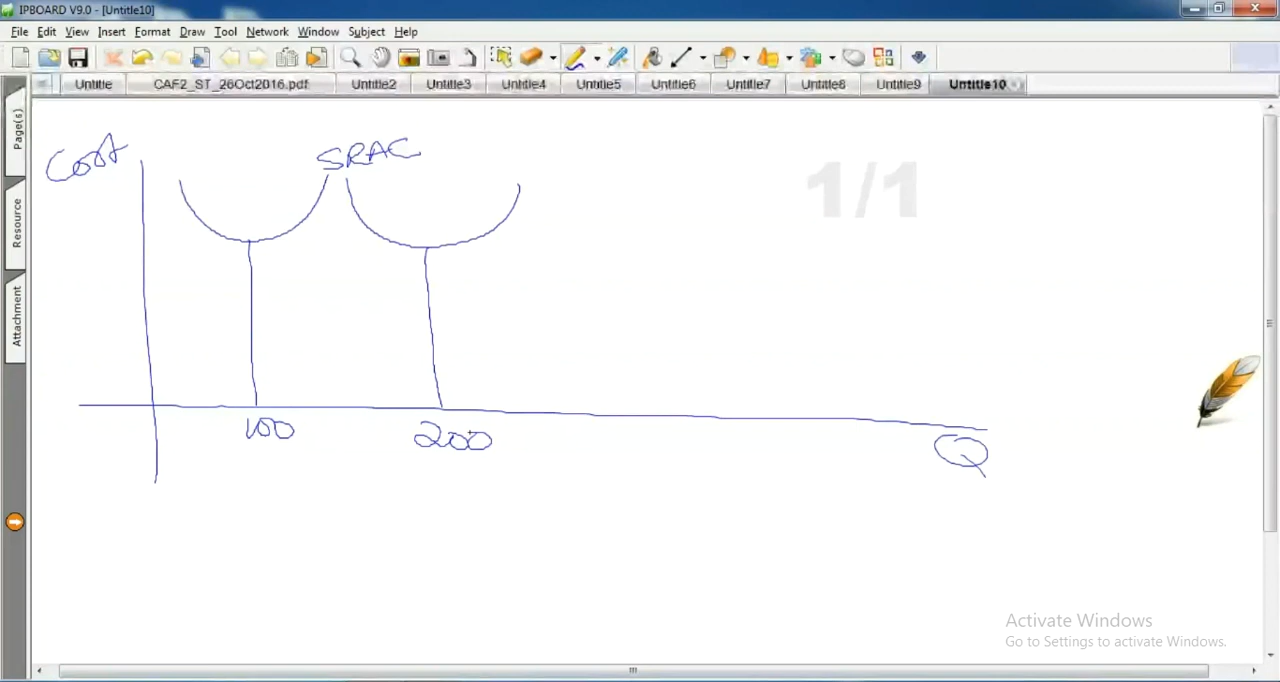 IPBOARD V9.0 - [Untitle10]
File Edit View Insert Format Draw Tool Network Window Subject Help
Untitle CAF2_ST_26Oct2016.pdf Untitle2 Untitle3 Untitle4 Untitle5 Untitle6 Untitle7 Untitle8 Untitle9 Untitle10
Page(s)
Resource
Attachment
Cost
SRAC
1/1
100
200
Q
Activate Windows
Go to Settings to activate Windows.